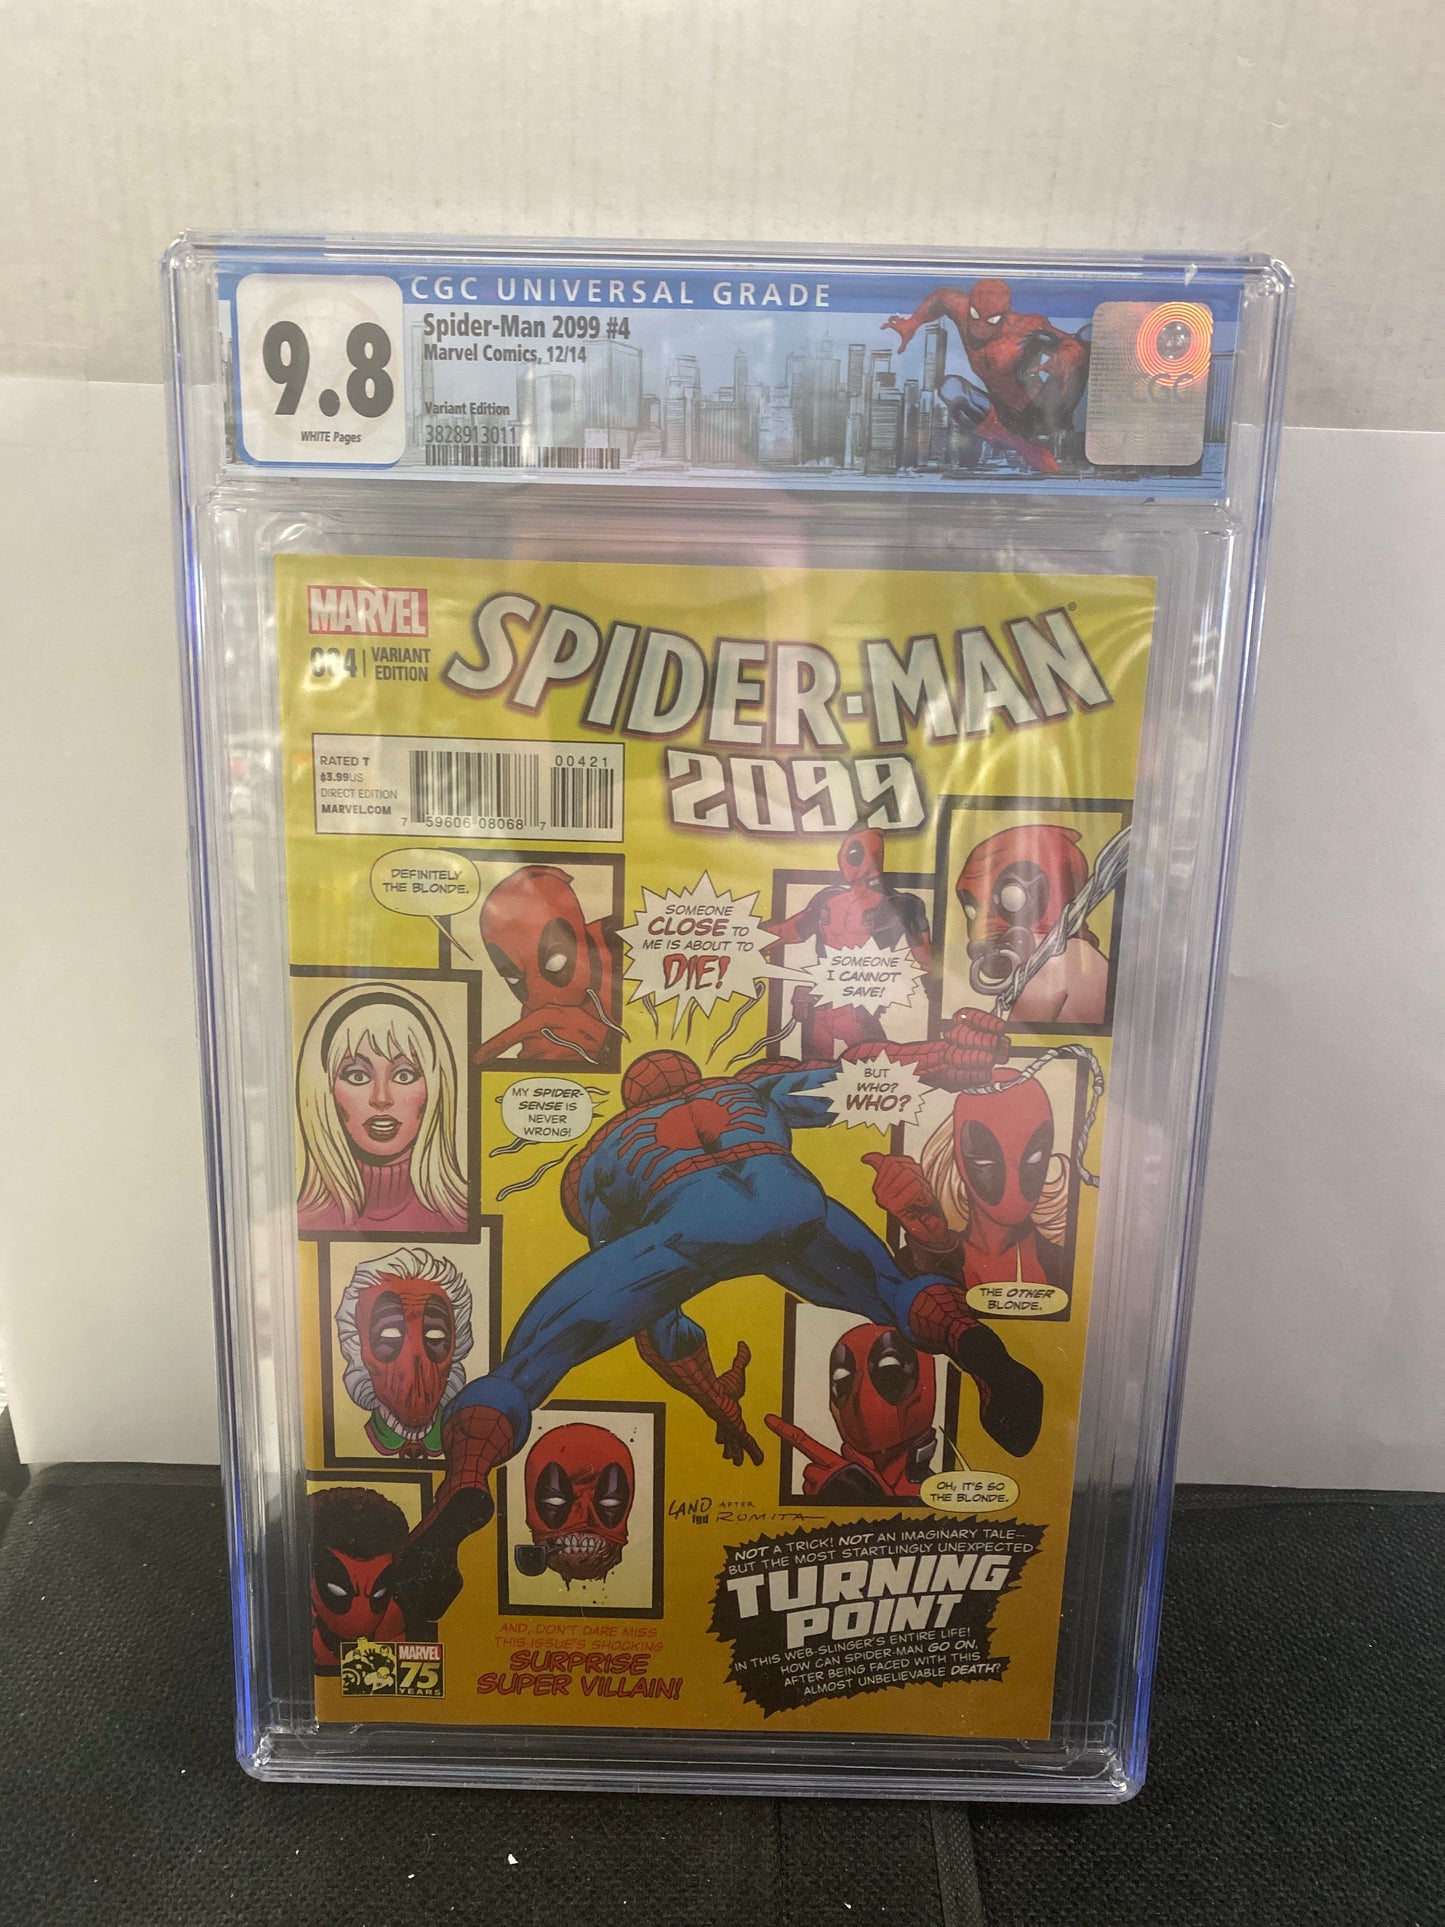 CGC UNIVERSAL GRADE
9.8
WHITE Pages
Spider-Man 2099 #4
Marvel Comics, 12/14
Variant Edition
3828913011
CGC
MARVEL
004 | VARIANT
EDITION
SPIDER-MAN®
2099
RATED T
$3.99US
DIRECT EDITION
MARVEL.COM
00421
7 59606 08068 7
DEFINITELY
THE BLONDE.
SOMEONE
CLOSE TO
ME IS ABOUT TO
DIE!
SOMEONE
I CANNOT
SAVE!
MY SPIDER-
SENSE IS
NEVER
WRONG!
BUT
WHO?
WHO?
THE OTHER
BLONDE.
OH, IT'S SO
THE BLONDE.
LAND
AFTER
ROMITA
NOT A TRICK! NOT AN IMAGINARY TALE--
BUT THE MOST STARTLINGLY UNEXPECTED
TURNING
POINT
IN THIS WEB-SLINGER'S ENTIRE LIFE!
HOW CAN SPIDER-MAN GO ON,
AFTER BEING FACED WITH THIS
ALMOST UNBELIEVABLE DEATH?
AND, DON'T DARE MISS
THIS ISSUE'S SHOCKING
SURPRISE
SUPER VILLAIN!
MARVEL
75
YEARS